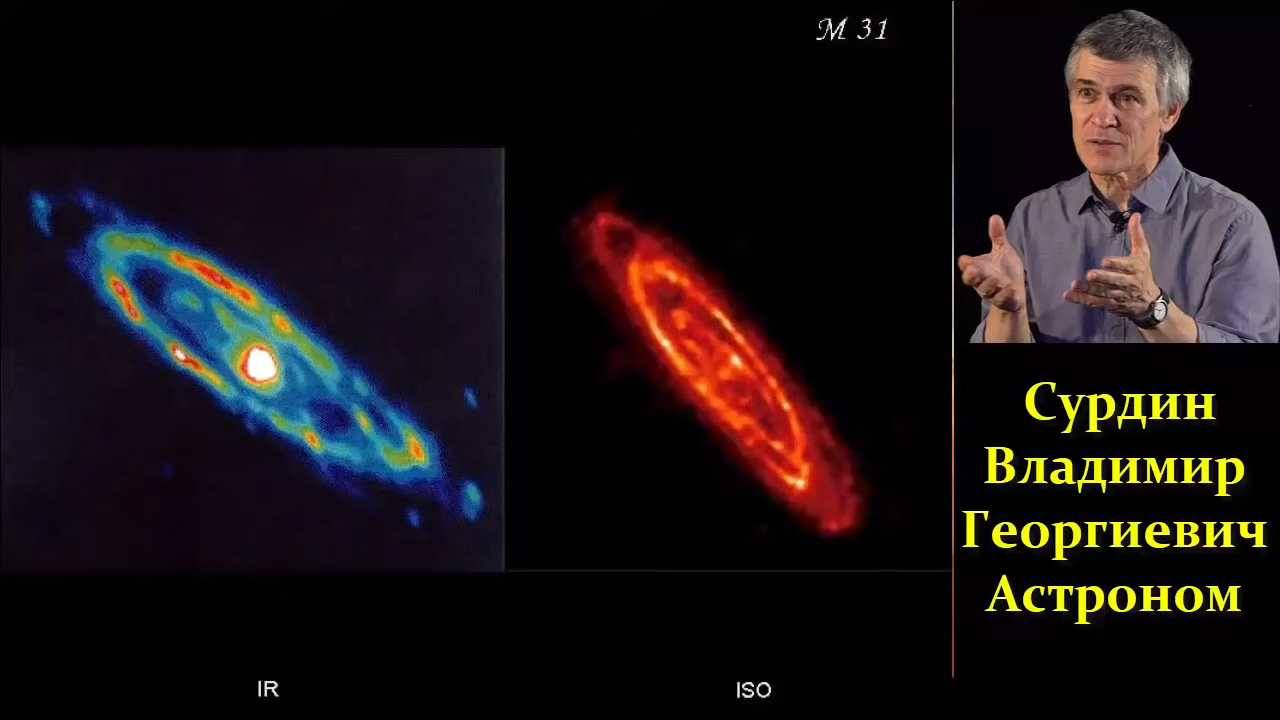 M 31
IR
ISO
Сурдин
Владимир
Георгиевич
Астроном